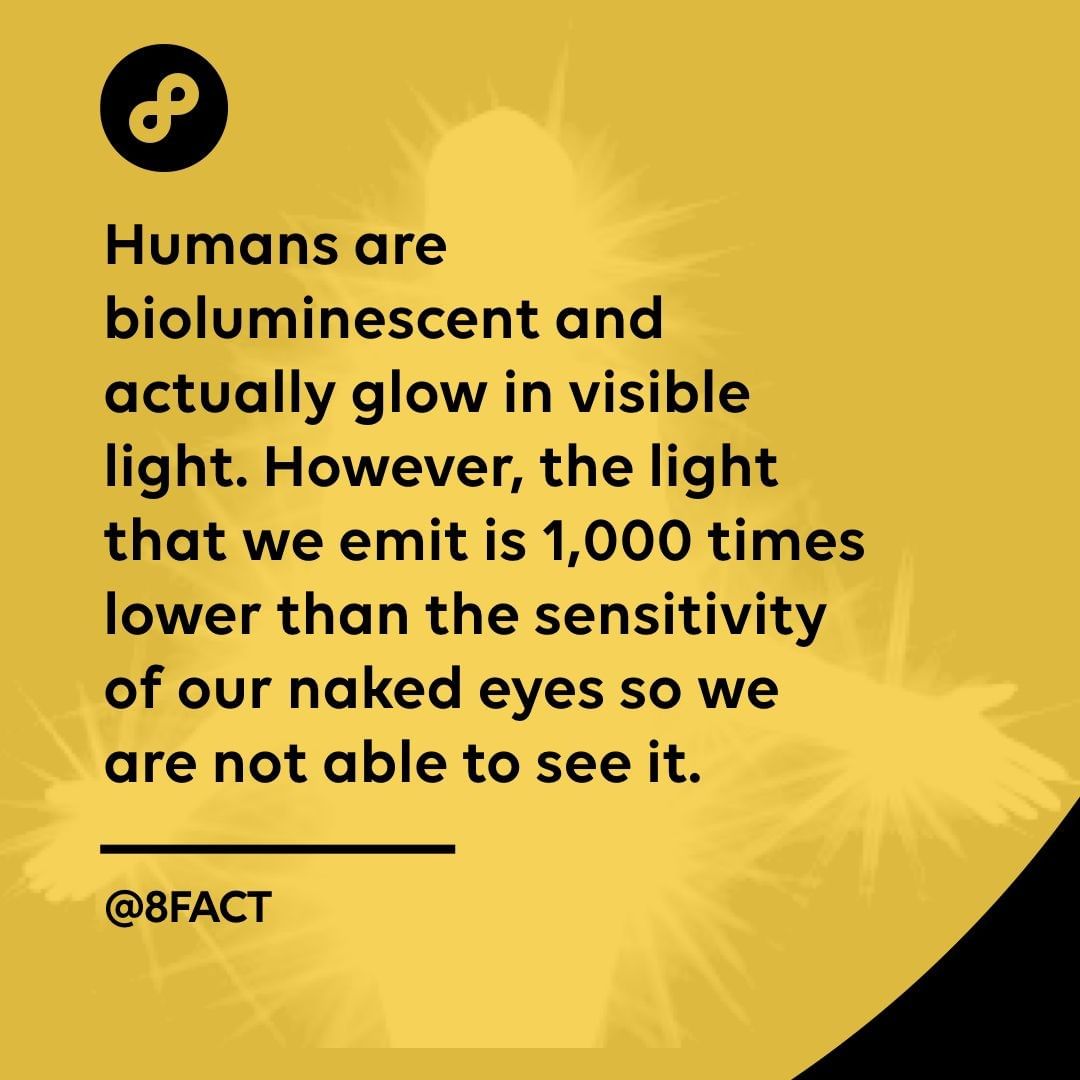 Humans are
bioluminescent and
actually glow in visible
light. However, the light
that we emit is 1,000 times
lower than the sensitivity
of our naked eyes so we
are not able to see it.
@8FACT